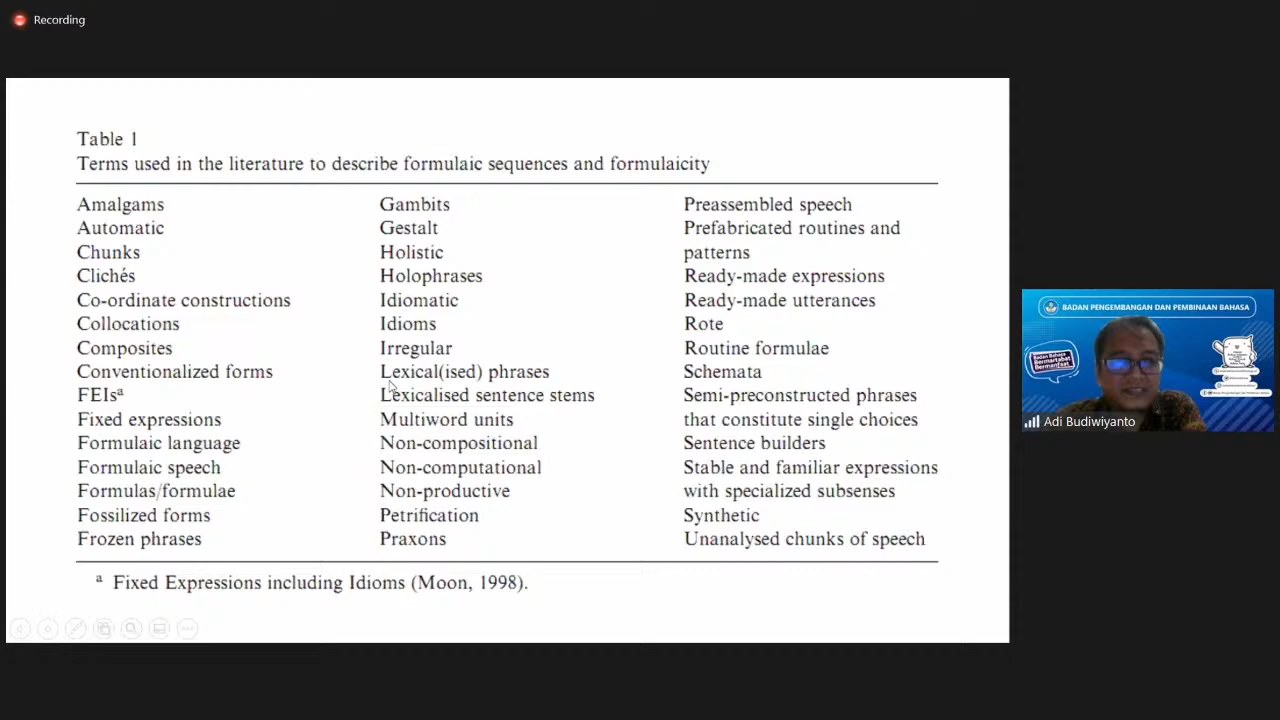 Recording
Table 1
Terms used in the literature to describe formulaic sequences and formulaicity
Amalgams
Automatic
Chunks
Clichés
Co-ordinate constructions
Collocations
Composites
Conventionalized forms
FEIsª
Fixed expressions
Formulaic language
Formulaic speech
Formulas/formulae
Fossilized forms
Frozen phrases
Gambits
Gestalt
Holistic
Holophrases
Idiomatic
Idioms
Irregular
Lexical(ised) phrases
Lexicalised sentence stems
Multiword units
Non-compositional
Non-computational
Non-productive
Petrification
Praxons
Preassembled speech
Prefabricated routines and
patterns
Ready-made expressions
Ready-made utterances
Rote
Routine formulae
Schemata
Semi-preconstructed phrases
that constitute single choices
Sentence builders
Stable and familiar expressions
with specialized subsenses
Synthetic
Unanalysed chunks of speech
ª Fixed Expressions including Idioms (Moon, 1998).
BADAN PENGEMBANGAN DAN PEMBINAAN BAHASA
Badan Bahasa
Bermartabat
Bermanfaat
Adi Budiwiyanto